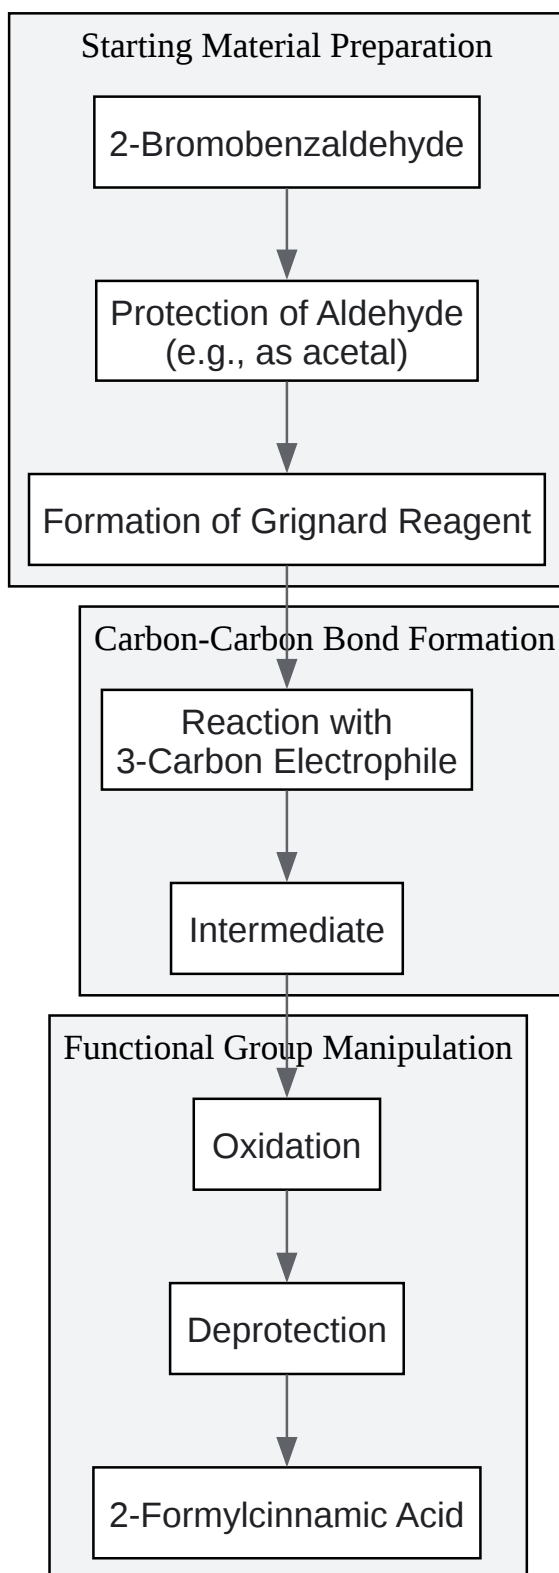 Starting Material Preparation
2-Bromobenzaldehyde
Protection of Aldehyde
(e.g., as acetal)
Formation of Grignard Reagent
Carbon-Carbon Bond Formation
Reaction with
3-Carbon Electrophile
Intermediate
Functional Group Manipulation
Oxidation
Deprotection
2-Formylcinnamic Acid